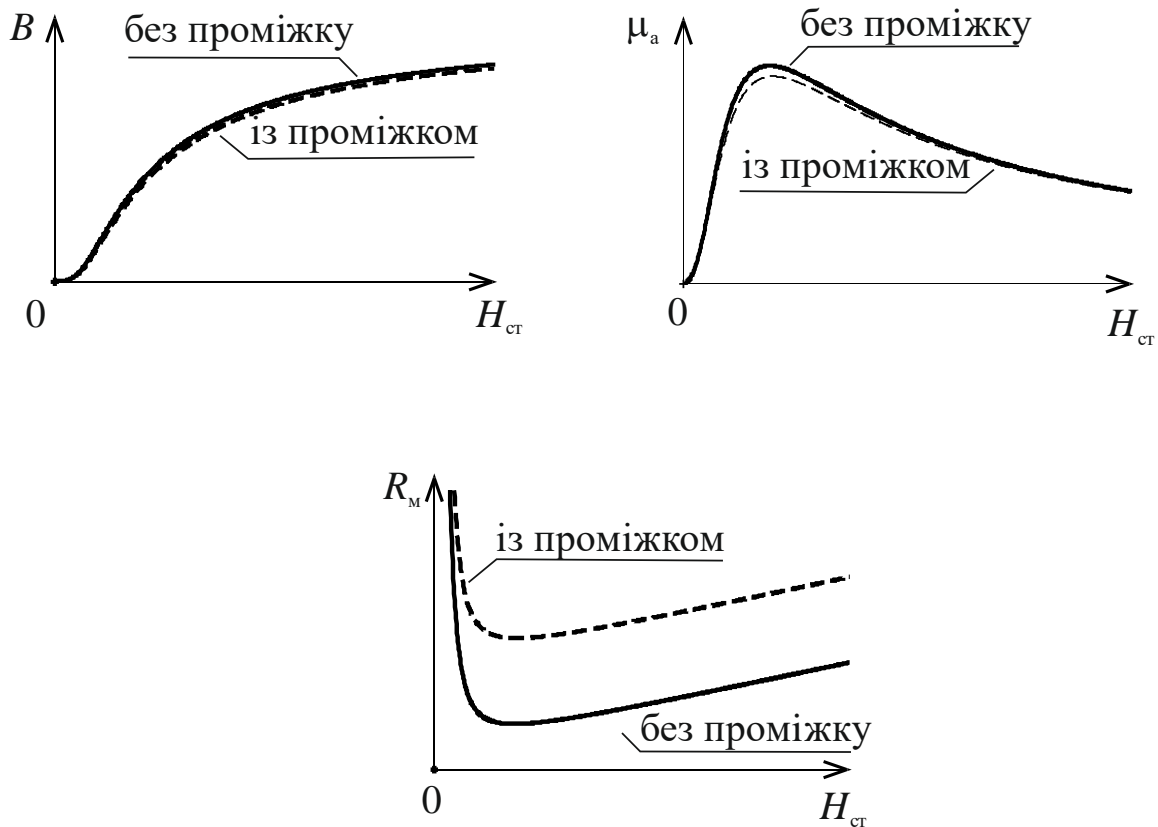 B
без проміжку
із проміжком
0
Hст
μа
без проміжку
із проміжком
0
Hст
Rм
із проміжком
без проміжку
0
Hст